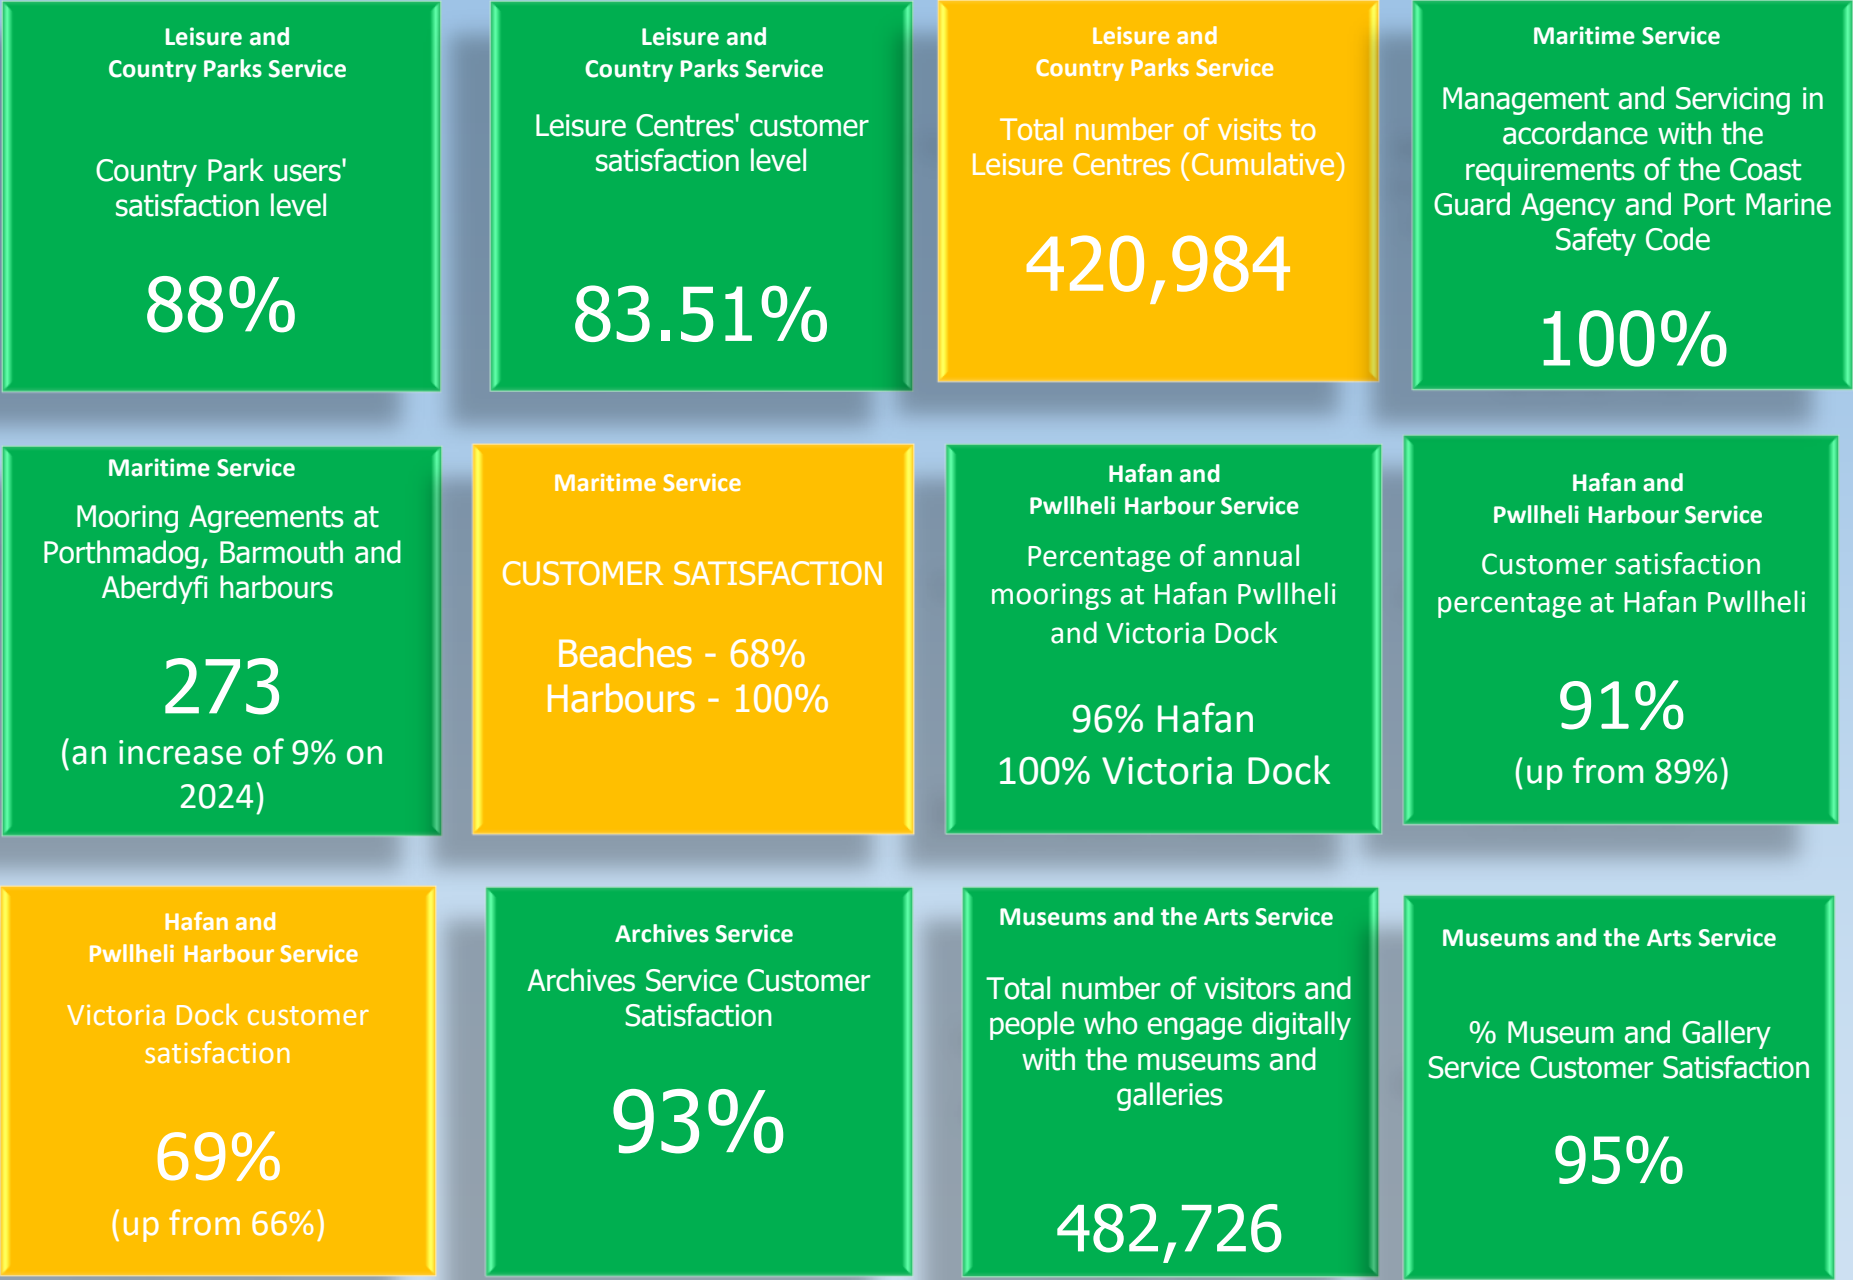 Leisure and
Country Parks Service
Country Park users'
satisfaction level
88%
Leisure and
Country Parks Service
Leisure Centres' customer
satisfaction level
83.51%
Leisure and
Country Parks Service
Total number of visits to
Leisure Centres (Cumulative)
420,984
Maritime Service
Management and Servicing in
accordance with the
requirements of the Coast
Guard Agency and Port Marine
Safety Code
100%
Maritime Service
Mooring Agreements at
Porthmadog, Barmouth and
Aberdyfi harbours
273
(an increase of 9% on
2024)
Maritime Service
CUSTOMER SATISFACTION
Beaches - 68%
Harbours - 100%
Hafan and
Pwllheli Harbour Service
Percentage of annual
moorings at Hafan Pwllheli
and Victoria Dock
96% Hafan
100% Victoria Dock
Hafan and
Pwllheli Harbour Service
Customer satisfaction
percentage at Hafan Pwllheli
91%
(up from 89%)
Hafan and
Pwllheli Harbour Service
Victoria Dock customer
satisfaction
69%
(up from 66%)
Archives Service
Archives Service Customer
Satisfaction
93%
Museums and the Arts Service
Total number of visitors and
people who engage digitally
with the museums and
galleries
482,726
Museums and the Arts Service
% Museum and Gallery
Service Customer Satisfaction
95%